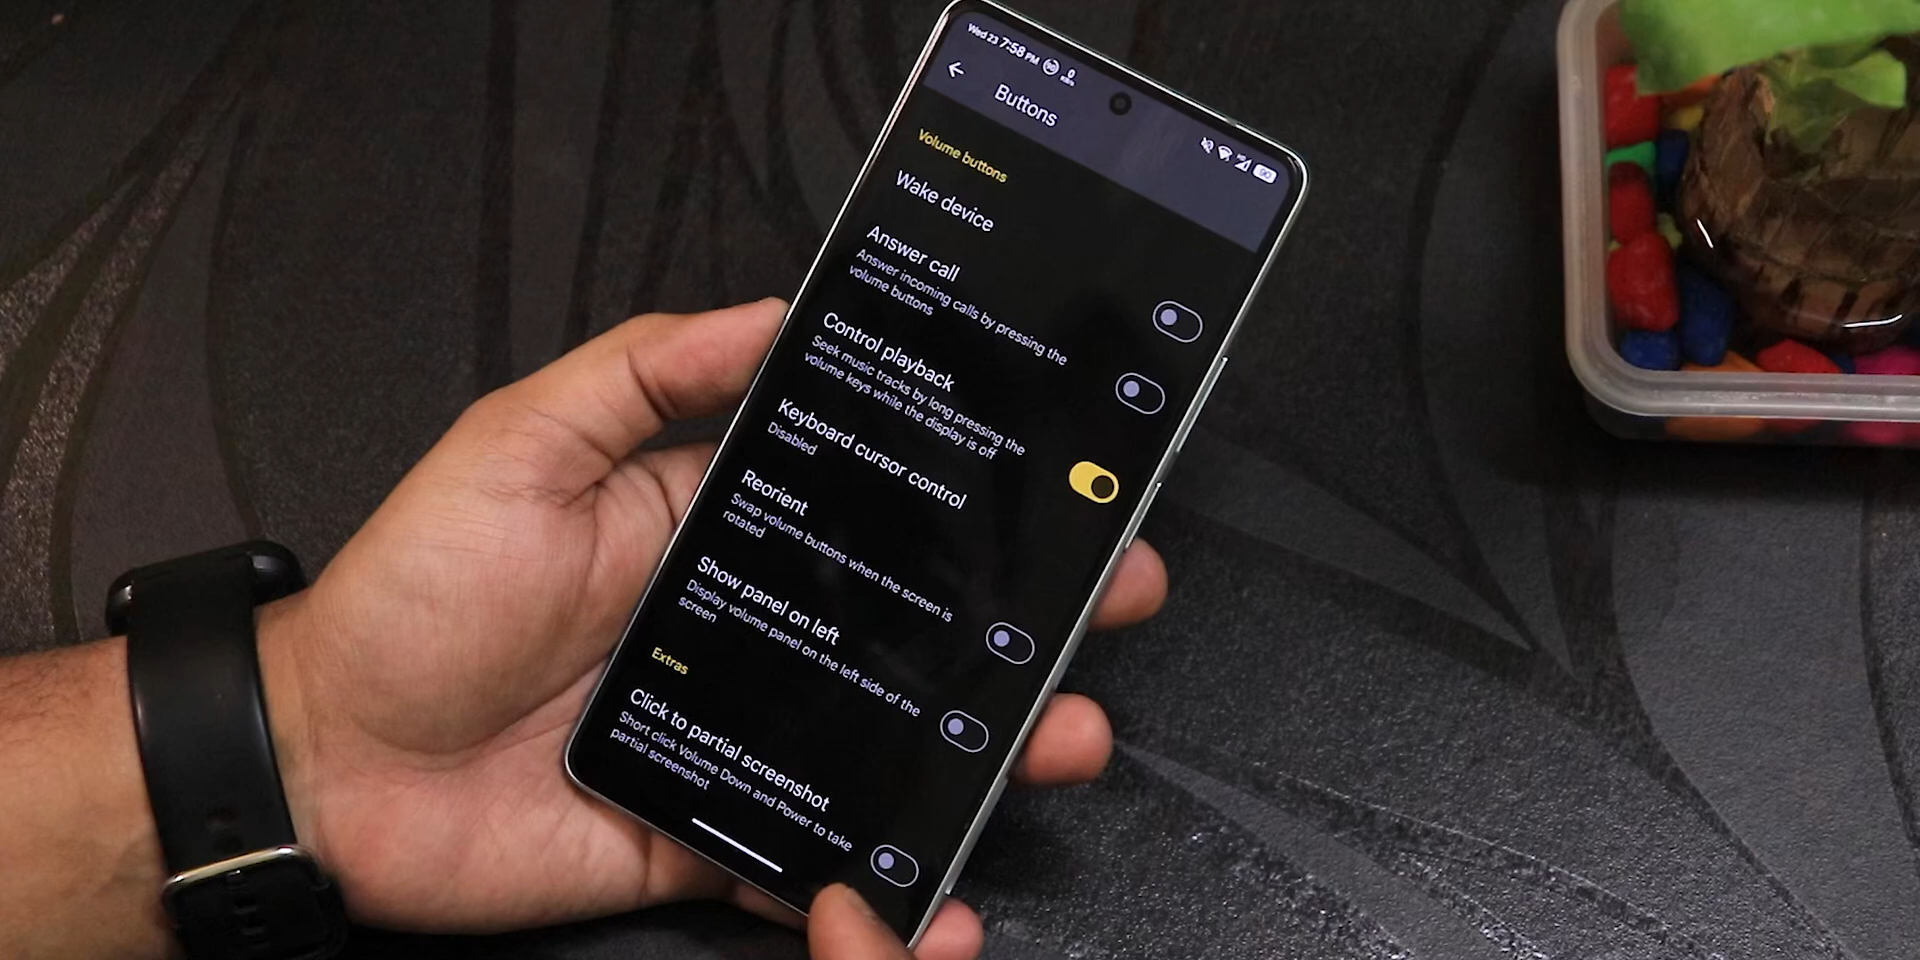 Wed 23 7:58 PM 90 0 KB/s
90
Buttons
Volume buttons
Wake device
Answer call
Answer incoming calls by pressing the
volume buttons
Control playback
Seek music tracks by long pressing the
volume keys while the display is off
Keyboard cursor control
Disabled
Reorient
Swap volume buttons when the screen is
rotated
Show panel on left
Display volume panel on the left side of the
screen
Extras
Click to partial screenshot
Short click Volume Down and Power to take
partial screenshot